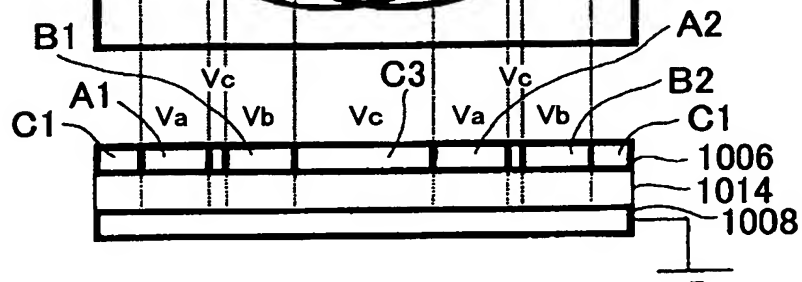 B1 A2
Vc C3 Vc
A1 Va Vb Vc Va Vb B2
C1 C1
1006
1014
1008